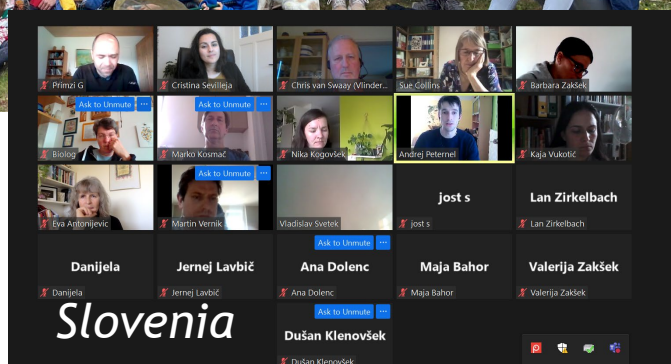 Primzi G
Cristina Sevilleja
Chris van Swaay (Vlinder...
Sue Collins
Barbara Zakšek
Ask to Unmute ...
Ask to Unmute ...
Biolog
Marko Kosmač
Nika Kogovšek
Andrej Peternel
Kaja Vukotić
Ask to Unmute ...
Eva Antonijevic
Martin Vernik
Vladislav Svetek
jost s
jost s
Lan Zirkelbach
Lan Zirkelbach
Ask to Unmute ...
Danijela
Jernej Lavbič
Ana Dolenc
Maja Bahor
Valerija Zakšek
Danijela
Jernej Lavbič
Ana Dolenc
Maja Bahor
Valerija Zakšek
Slovenia
Ask to Unmute ...
Dušan Klenovšek
Dušan Klenovšek